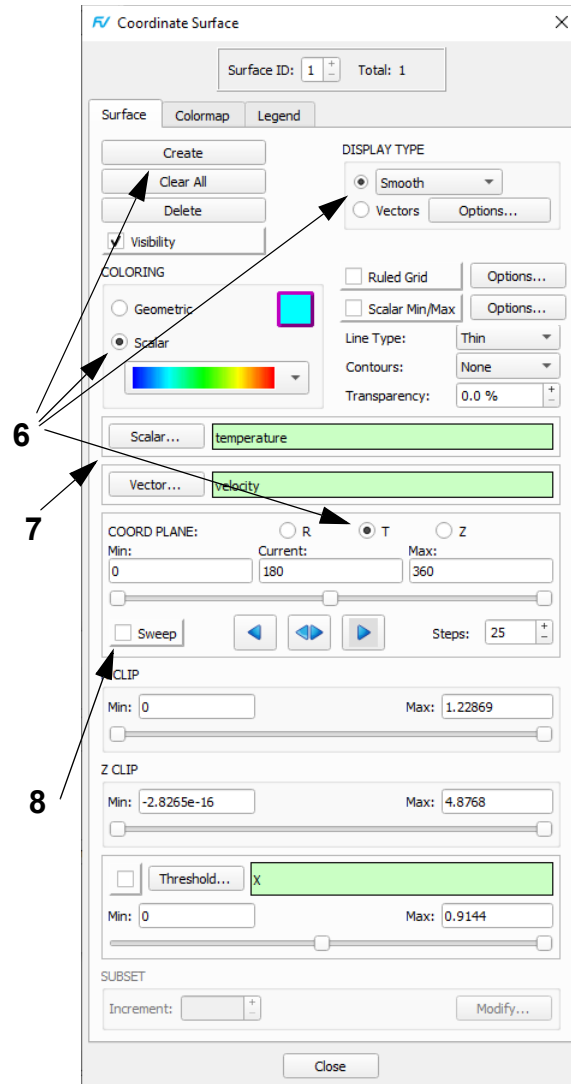 FV Coordinate Surface
Surface ID: 1 Total: 1
Surface Colormap Legend
Create
Clear All
Delete
Visibility
DISPLAY TYPE
Smooth
Vectors Options...
COLORING
Geometric
Scalar
Ruled Grid Options...
Scalar Min/Max Options...
Line Type: Thin
Contours: None
Transparency: 0.0 %
6
Scalar... temperature
7
Vector... velocity
COORD PLANE: R T Z
Min: Current: Max:
0 180 360
Sweep Steps: 25
CLIP
Min: 0 Max: 1.22869
8
Z CLIP
Min: -2.8265e-16 Max: 4.8768
Threshold... X
Min: 0 Max: 0.9144
SUBSET
Increment: Modify...
Close